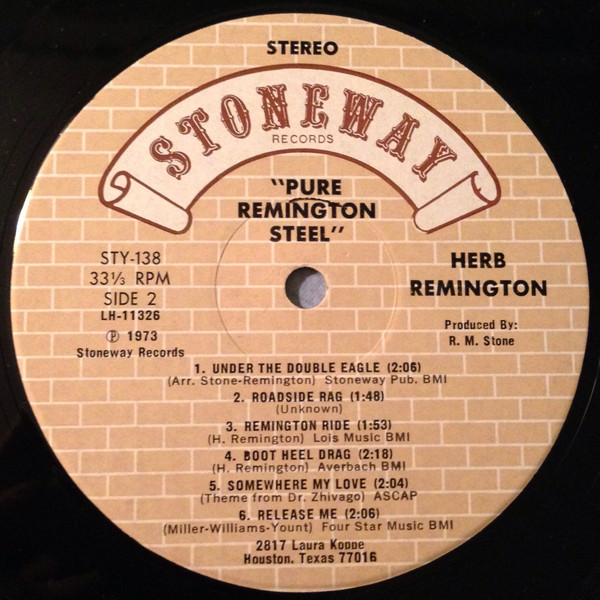 STEREO
STONEWAY
RECORDS
"PURE
REMINGTON
STEEL"
STY-138
33⅓ RPM
SIDE 2
LH-11326
℗ 1973
Stoneway Records
HERB
REMINGTON
Produced By:
R. M. Stone
1. UNDER THE DOUBLE EAGLE (2:06)
(Arr. Stone-Remington) Stoneway Pub. BMI
2. ROADSIDE RAG (1:48)
(Unknown)
3. REMINGTON RIDE (1:53)
(H. Remington) Lois Music BMI
4. BOOT HEEL DRAG (2:18)
(H. Remington) Averbach BMI
5. SOMEWHERE MY LOVE (2:04)
(Theme from Dr. Zhivago) ASCAP
6. RELEASE ME (2:06)
(Miller-Williams-Yount) Four Star Music BMI
2817 Laura Koppe
Houston, Texas 77016